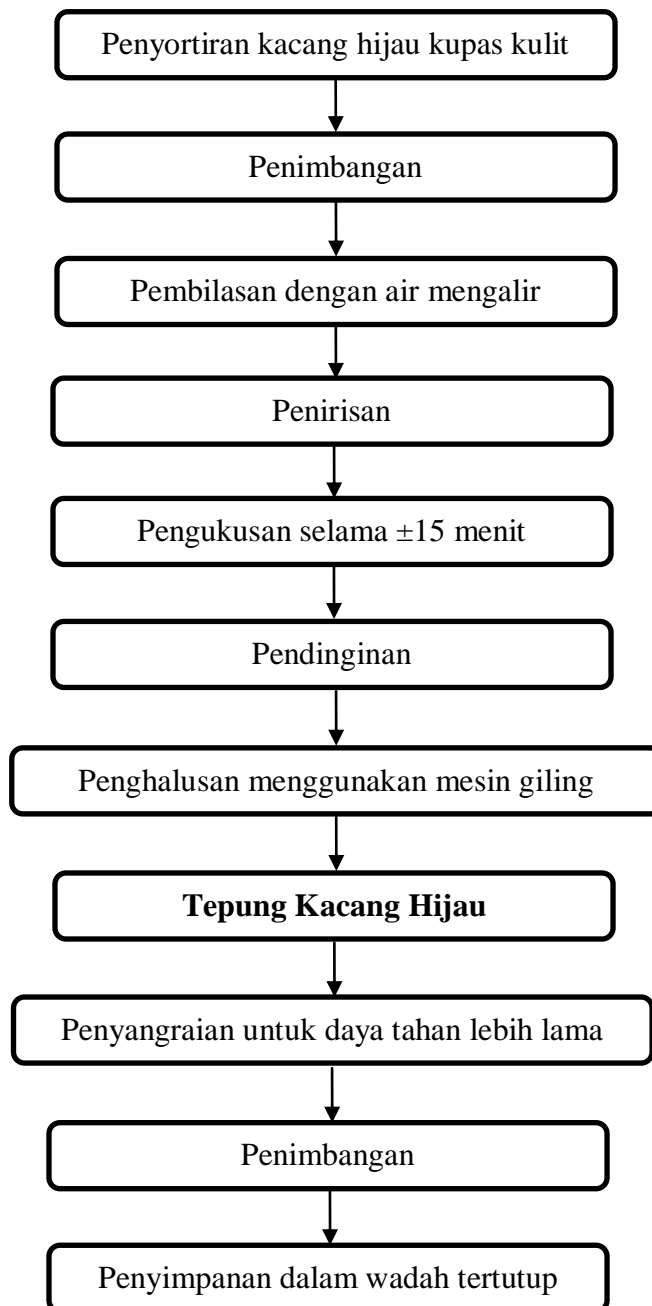 Penyortiran kacang hijau kupas kulit
Penimbangan
Pembilasan dengan air mengalir
Penirisan
Pengukusan selama ±15 menit
Pendinginan
Penghalusan menggunakan mesin giling
Tepung Kacang Hijau
Penyangraian untuk daya tahan lebih lama
Penimbangan
Penyimpanan dalam wadah tertutup